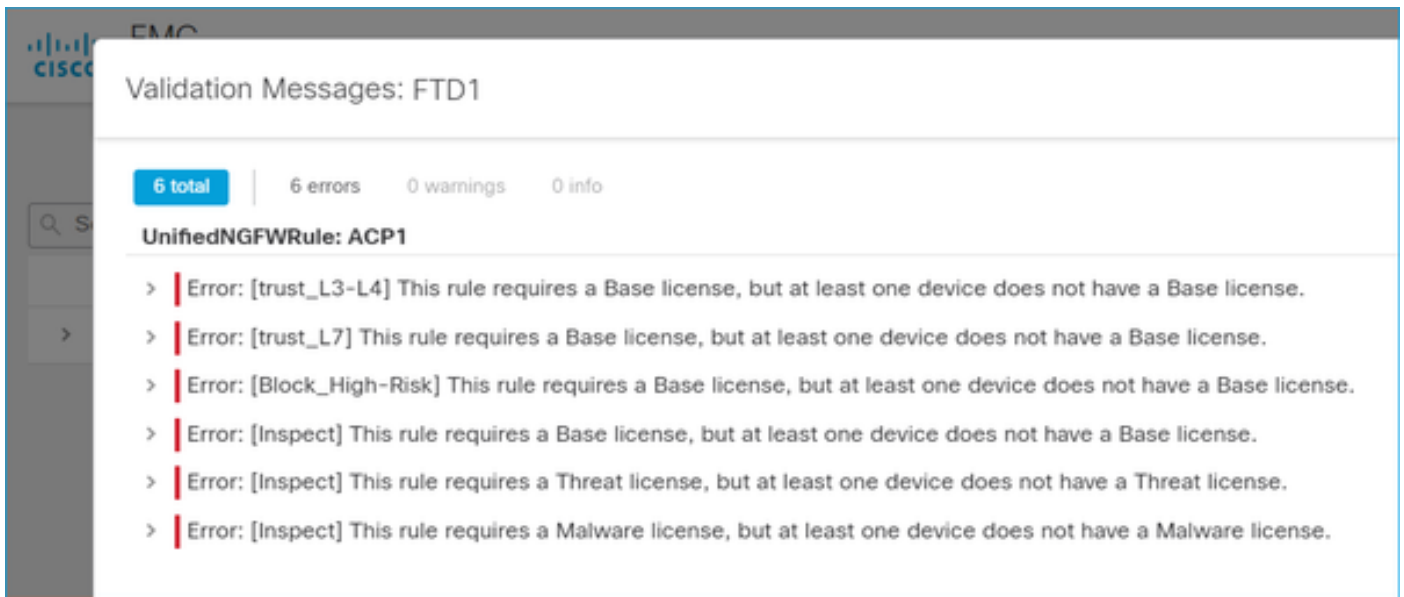 CISCO
FMC
Validation Messages: FTD1
6 total 6 errors 0 warnings 0 info
UnifiedNGFWRule: ACP1
> Error: [trust_L3-L4] This rule requires a Base license, but at least one device does not have a Base license.
> Error: [trust_L7] This rule requires a Base license, but at least one device does not have a Base license.
> Error: [Block_High-Risk] This rule requires a Base license, but at least one device does not have a Base license.
> Error: [Inspect] This rule requires a Base license, but at least one device does not have a Base license.
> Error: [Inspect] This rule requires a Threat license, but at least one device does not have a Threat license.
> Error: [Inspect] This rule requires a Malware license, but at least one device does not have a Malware license.